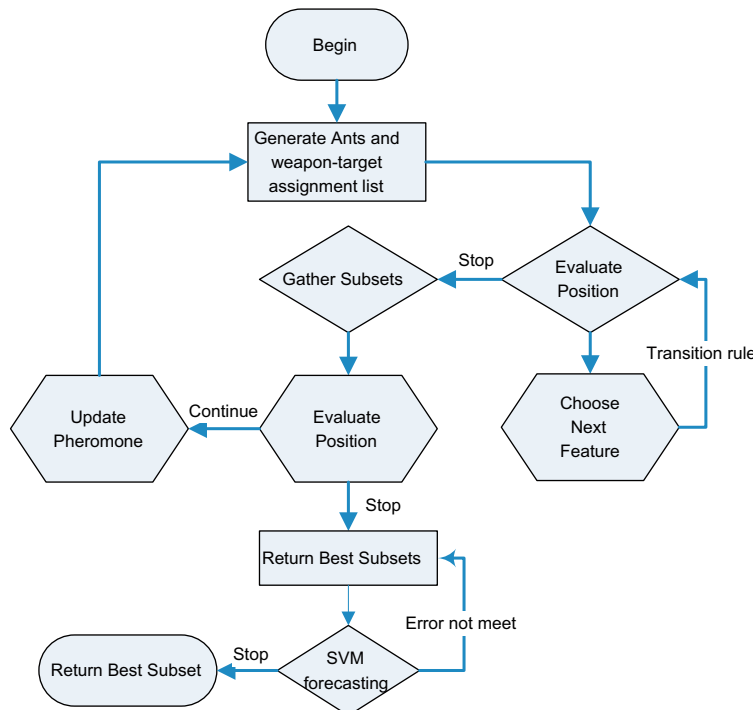 Begin
Generate Ants and
weapon-target
assignment list
Gather Subsets
Stop
Evaluate
Position
Transition rule
Update
Pheromone
Continue
Evaluate
Position
Choose
Next
Feature
Stop
Return Best Subsets
Error not meet
Return Best Subset
Stop
SVM
forecasting